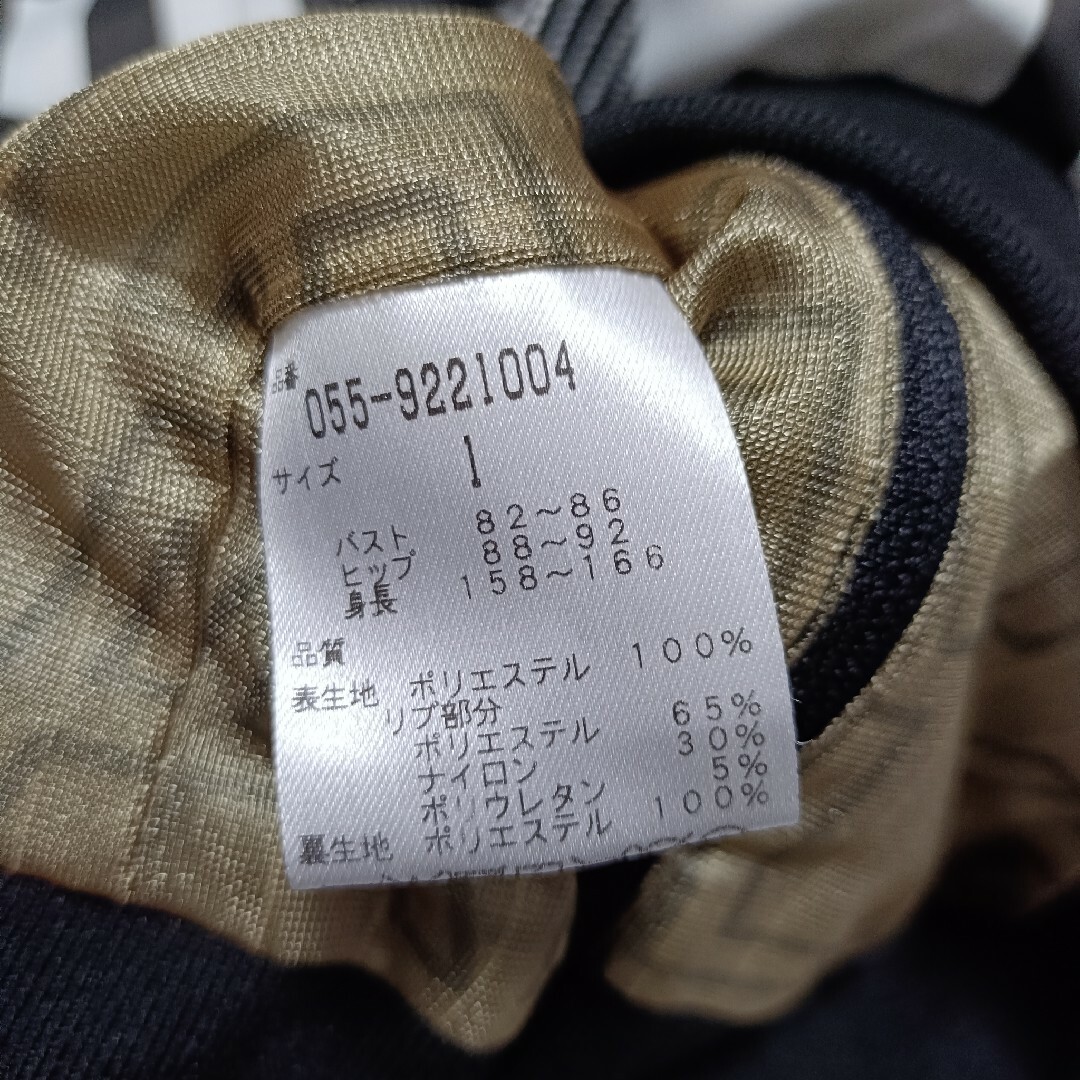 品番 055-9221004
サイズ 1
バスト 82～86
ヒップ 88～92
身長 158～166
品質
表生地 ポリエステル 100%
リブ部分
ポリエステル 65%
ナイロン 30%
ポリウレタン 5%
裏生地 ポリエステル 100%